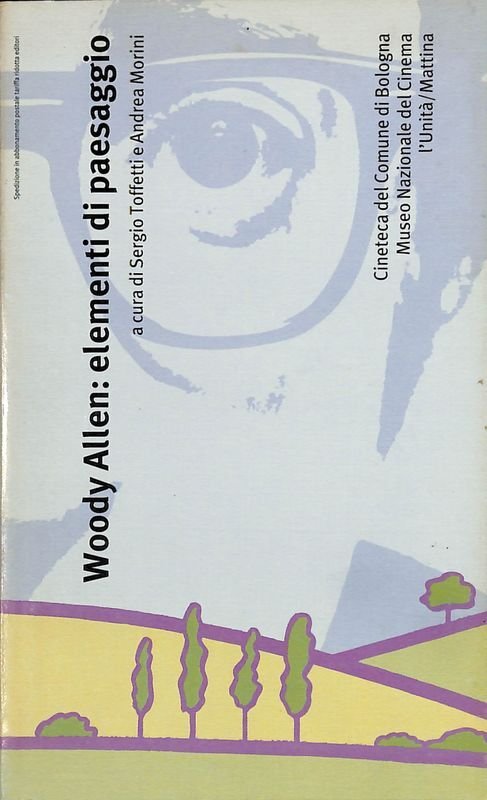 Spedizione in abbonamento postale tariffa ridotta editori
Woody Allen: elementi di paesaggio
a cura di Sergio Toffetti e Andrea Morini
Cineteca del Comune di Bologna
Museo Nazionale del Cinema
l'Unità/Mattina